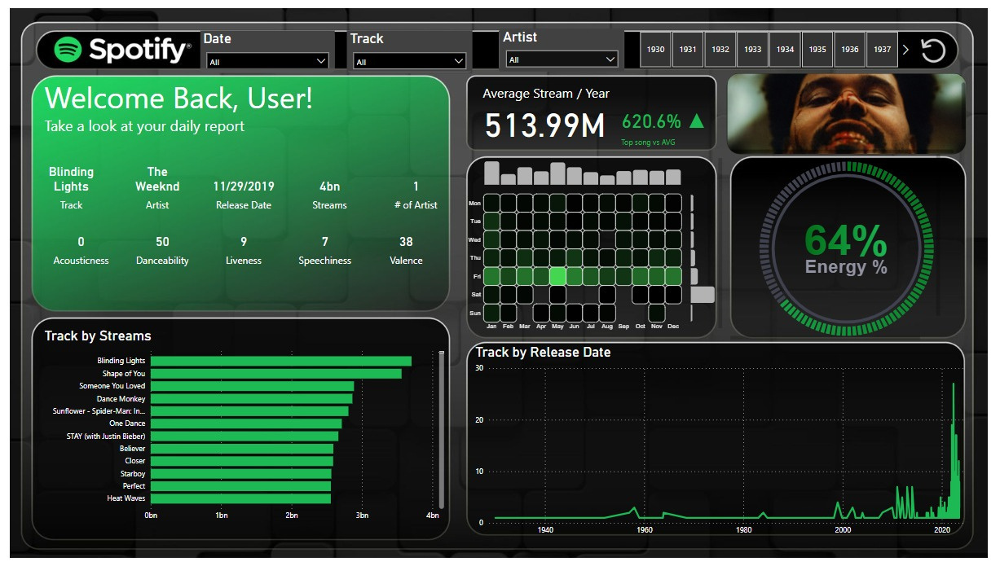 Spotify®
Date
All
Track
All
Artist
All
1930 1931 1932 1933 1934 1935 1936 1937
Welcome Back, User!
Take a look at your daily report
Blinding Lights
Track
The Weeknd
Artist
11/29/2019
Release Date
4bn
Streams
1
# of Artist
0
Acousticness
50
Danceability
9
Liveness
7
Speechiness
38
Valence
Average Stream / Year
513.99M
620.6% ▲
Top song vs AVG
Mon
Tue
Wed
Thu
Fri
Sat
Sun
Jan Feb Mar Apr May Jun Jul Aug Sep Oct Nov Dec
64%
Energy %
Track by Streams
Blinding Lights
Shape of You
Someone You Loved
Dance Monkey
Sunflower - Spider-Man: In...
One Dance
STAY (with Justin Bieber)
Believer
Closer
Starboy
Perfect
Heat Waves
0bn 1bn 2bn 3bn 4bn
Track by Release Date
30
20
10
0
1940 1960 1980 2000 2020